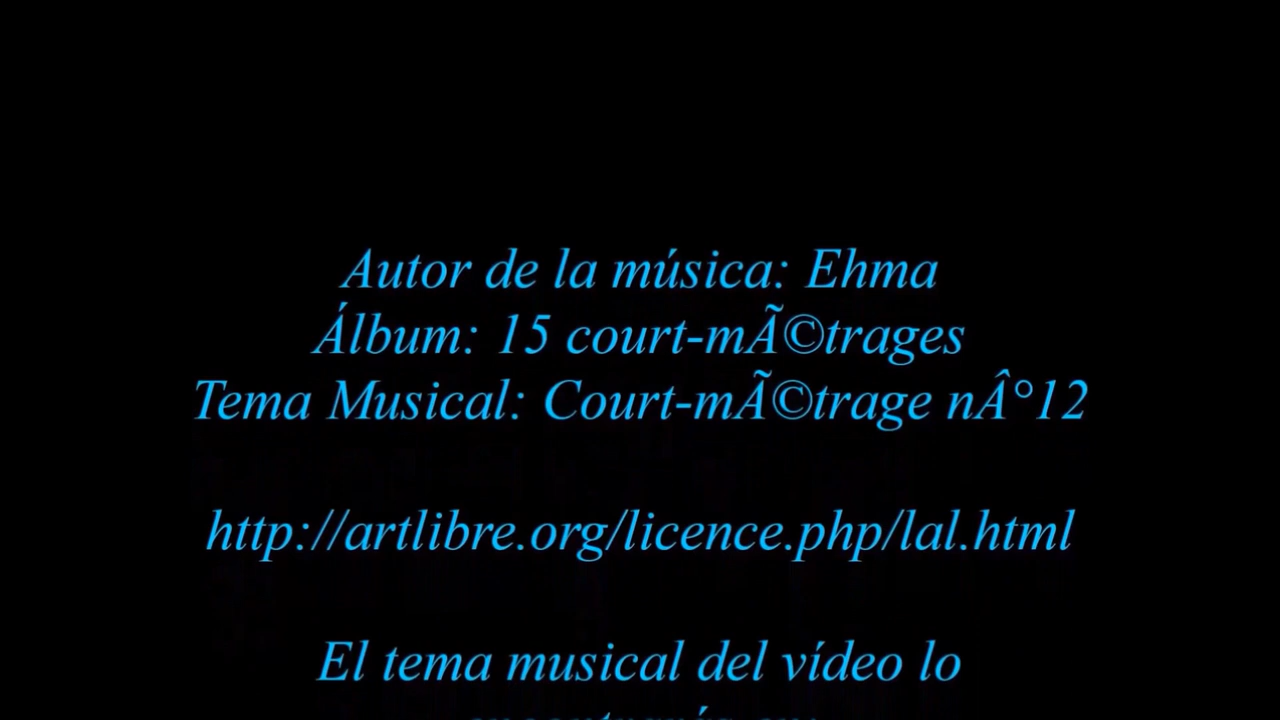 Autor de la música: Ehma
Álbum: 15 court-mÃ©trages
Tema Musical: Court-mÃ©trage nÂ°12
http://artlibre.org/licence.php/lal.html
El tema musical del vídeo lo